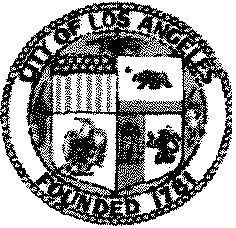 CITY OF LOS ANGELES
FOUNDED 1781